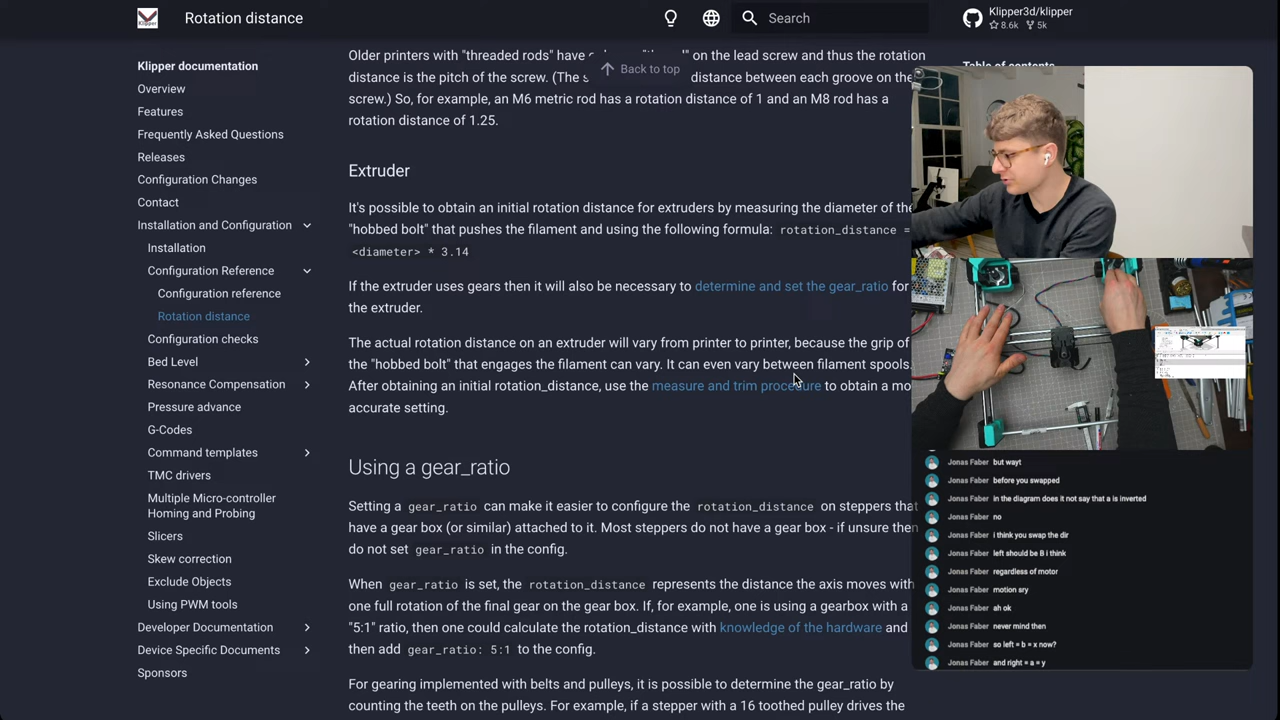 Klipper
Rotation distance
Search
Klipper3d/klipper
8.6k 5k
Klipper documentation
Overview
Features
Frequently Asked Questions
Releases
Configuration Changes
Contact
Installation and Configuration
Installation
Configuration Reference
Configuration reference
Rotation distance
Configuration checks
Bed Level
Resonance Compensation
Pressure advance
G-Codes
Command templates
TMC drivers
Multiple Micro-controller
Homing and Probing
Slicers
Skew correction
Exclude Objects
Using PWM tools
Developer Documentation
Device Specific Documents
Sponsors
Older printers with "threaded rods" have on the lead screw and thus the rotation
distance is the pitch of the screw. (The distance between each groove on the
screw.) So, for example, an M6 metric rod has a rotation distance of 1 and an M8 rod has a
rotation distance of 1.25.
Back to top
Extruder
It's possible to obtain an initial rotation distance for extruders by measuring the diameter of the
"hobbed bolt" that pushes the filament and using the following formula: rotation_distance =
<diameter> * 3.14
If the extruder uses gears then it will also be necessary to determine and set the gear_ratio for
the extruder.
The actual rotation distance on an extruder will vary from printer to printer, because the grip of
the "hobbed bolt" that engages the filament can vary. It can even vary between filament spools.
After obtaining an initial rotation_distance, use the measure and trim procedure to obtain a mo
accurate setting.
Using a gear_ratio
Setting a gear_ratio can make it easier to configure the rotation_distance on steppers that
have a gear box (or similar) attached to it. Most steppers do not have a gear box - if unsure then
do not set gear_ratio in the config.
When gear_ratio is set, the rotation_distance represents the distance the axis moves with
one full rotation of the final gear on the gear box. If, for example, one is using a gearbox with a
"5:1" ratio, then one could calculate the rotation_distance with knowledge of the hardware and
then add gear_ratio: 5:1 to the config.
For gearing implemented with belts and pulleys, it is possible to determine the gear_ratio by
counting the teeth on the pulleys. For example, if a stepper with a 16 toothed pulley drives the
Table of contents
Jonas Faber but wayt
Jonas Faber before you swapped
Jonas Faber in the diagram does it not say that a is inverted
Jonas Faber no
Jonas Faber i think you swap the dir
Jonas Faber left should be B i think
Jonas Faber regardless of motor
Jonas Faber motion ary
Jonas Faber ah ok
Jonas Faber never mind then
Jonas Faber so left = b = x now?
Jonas Faber and right = a = y